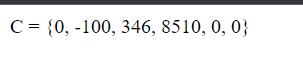 C = {0, -100, 346, 8510, 0, 0}